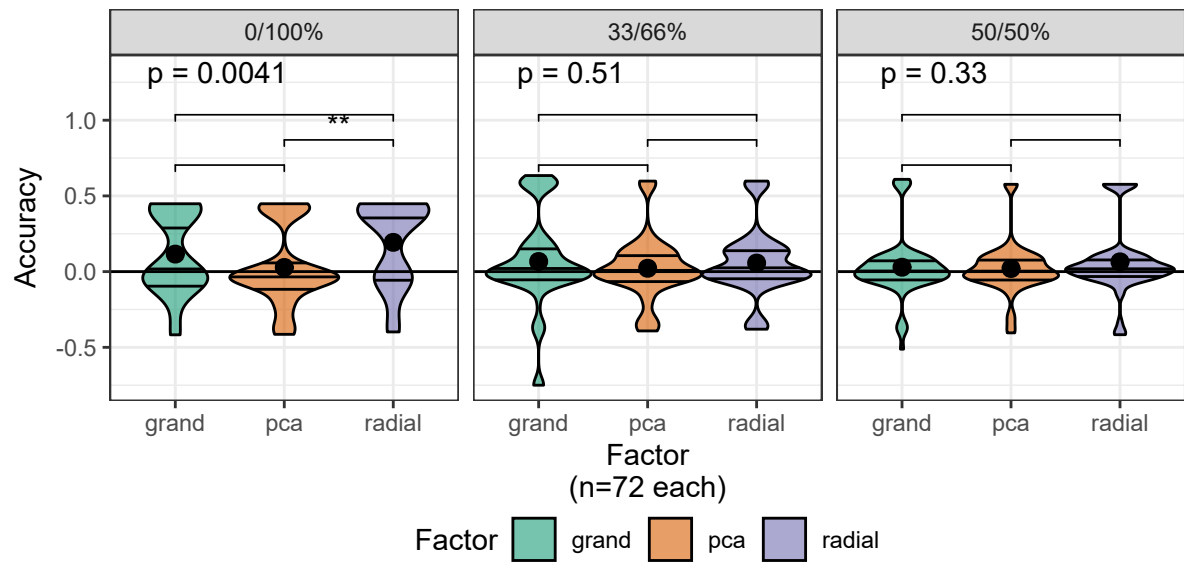 0/100%
33/66%
50/50%
p = 0.0041
p = 0.51
p = 0.33
**
1.0
0.5
0.0
-0.5
Accuracy
grand pca radial
grand pca radial
grand pca radial
Factor
(n=72 each)
Factor grand pca radial